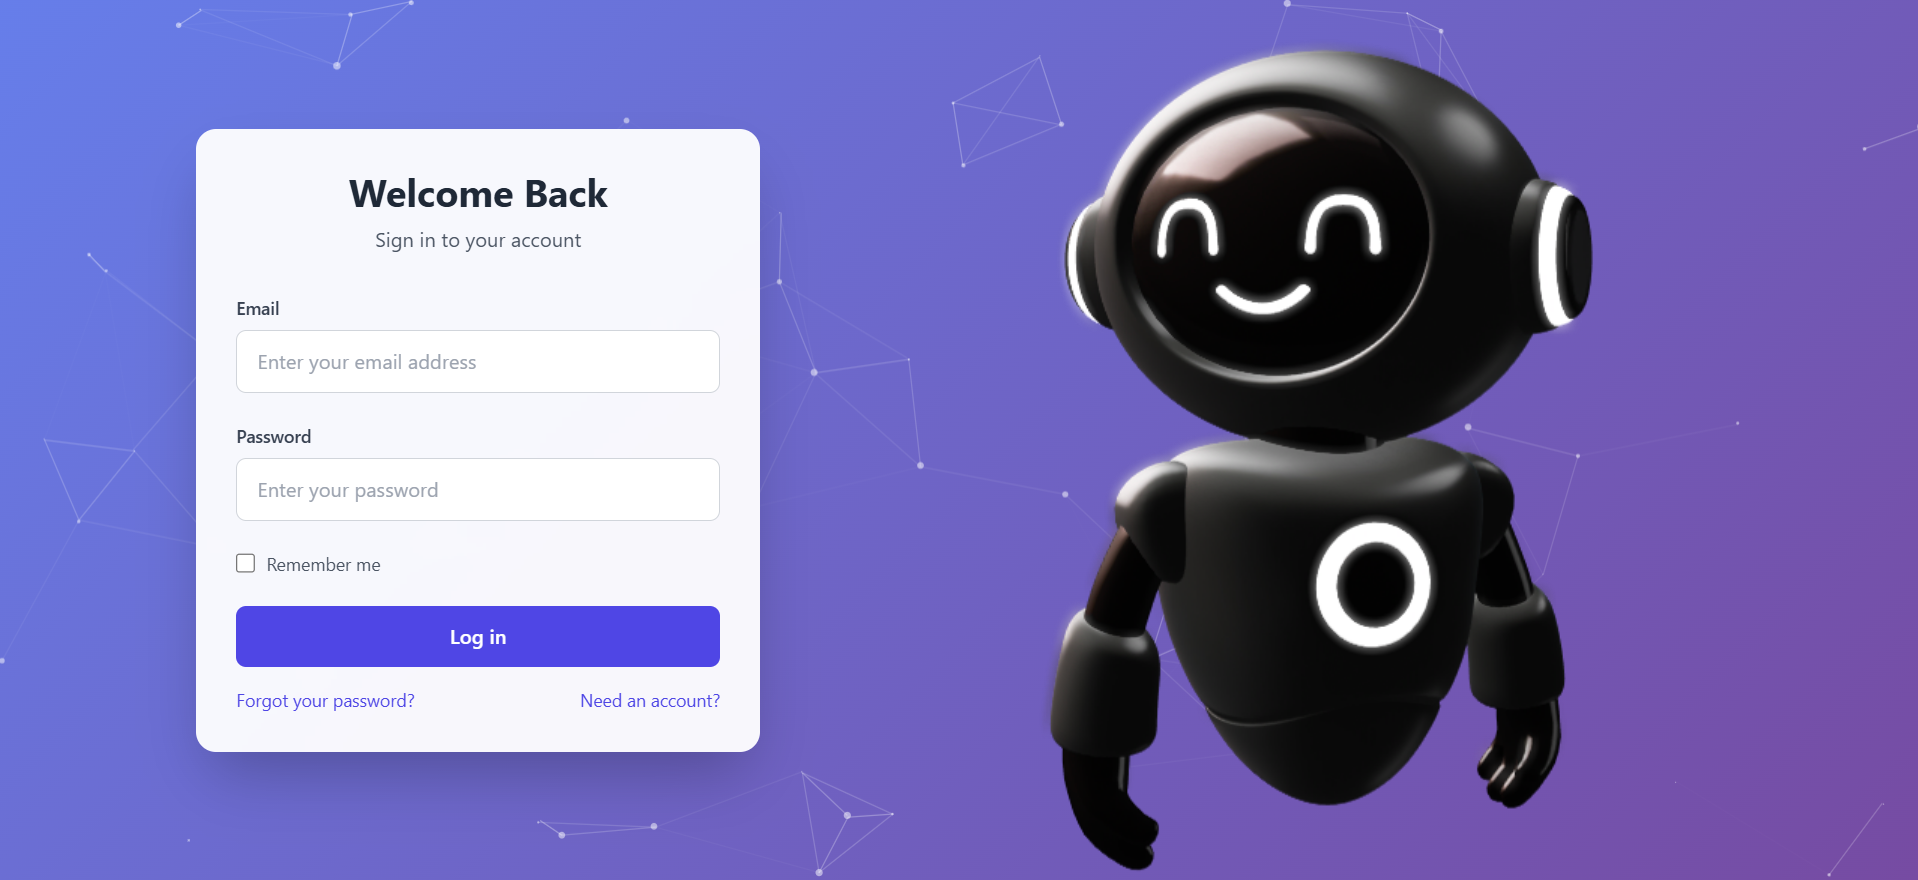 Welcome Back
Sign in to your account
Email
Enter your email address
Password
Enter your password
Remember me
Log in
Forgot your password? Need an account?